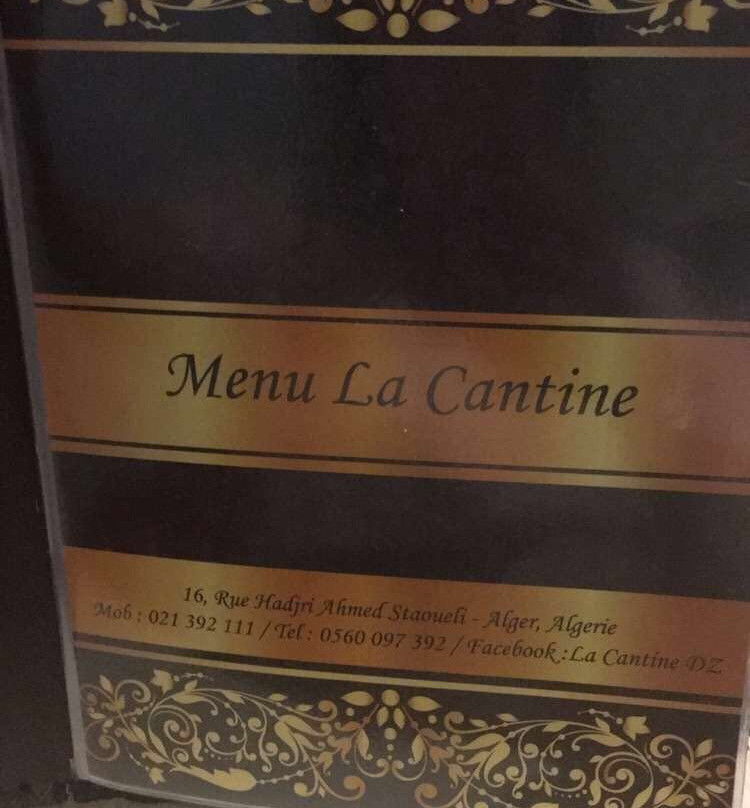 Menu La Cantine
16, Rue Hadjri Ahmed Staoueli - Alger, Algerie
Mob : 021 392 111 / Tel : 0560 097 392 / Facebook :La Cantine DZ